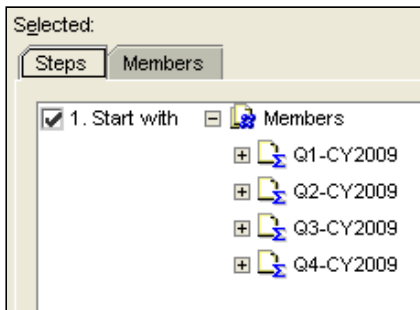 Selected:
Steps Members
1. Start with Members
Q1-CY2009
Q2-CY2009
Q3-CY2009
Q4-CY2009